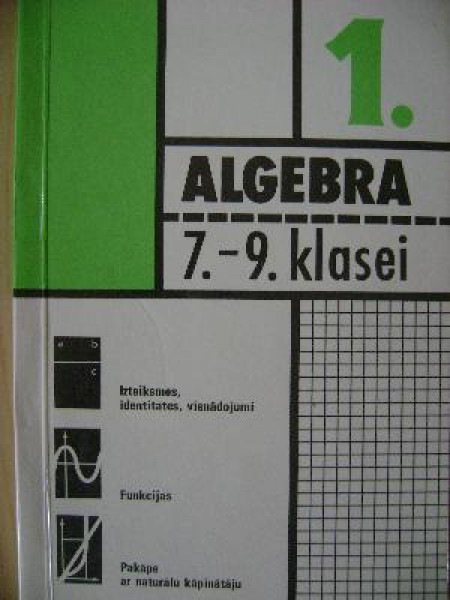 1.
ALGEBRA
7.-9. klasei
a b
c
Izteiksmes,
identitātes, vienādojumi
Funkcijas
Pakāpe
ar naturālu kāpinātāju